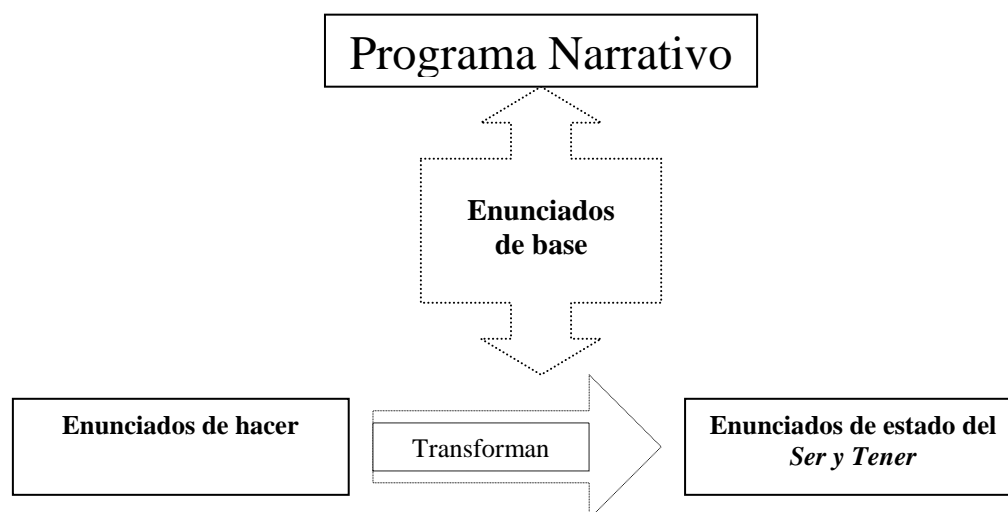 Programa Narrativo
Enunciados
de base
Enunciados de hacer
Transforman
Enunciados de estado del
Ser y Tener